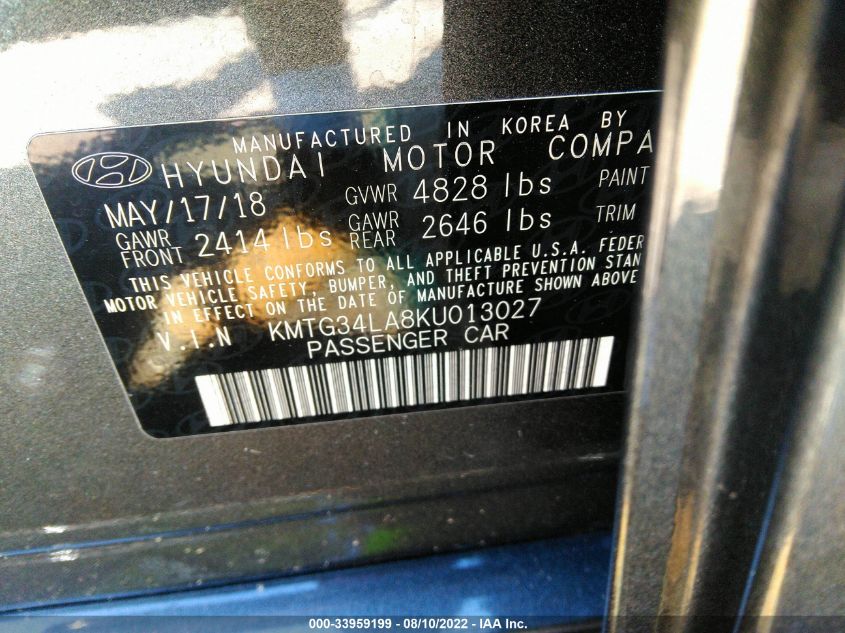 MANUFACTURED IN KOREA BY
HYUNDAI MOTOR COMPA
MAY/17/18 GVWR 4828 lbs PAINT
GAWR FRONT 2414 lbs GAWR REAR 2646 lbs TRIM
THIS VEHICLE CONFORMS TO ALL APPLICABLE U.S.A. FEDER
MOTOR VEHICLE SAFETY, BUMPER, AND THEFT PREVENTION STAN
IN EFFECT ON THE DATE OF MANUFACTURE SHOWN ABOVE
V.I.N KMTG34LA8KU013027
PASSENGER CAR
000-33959199 - 08/10/2022 - IAA Inc.